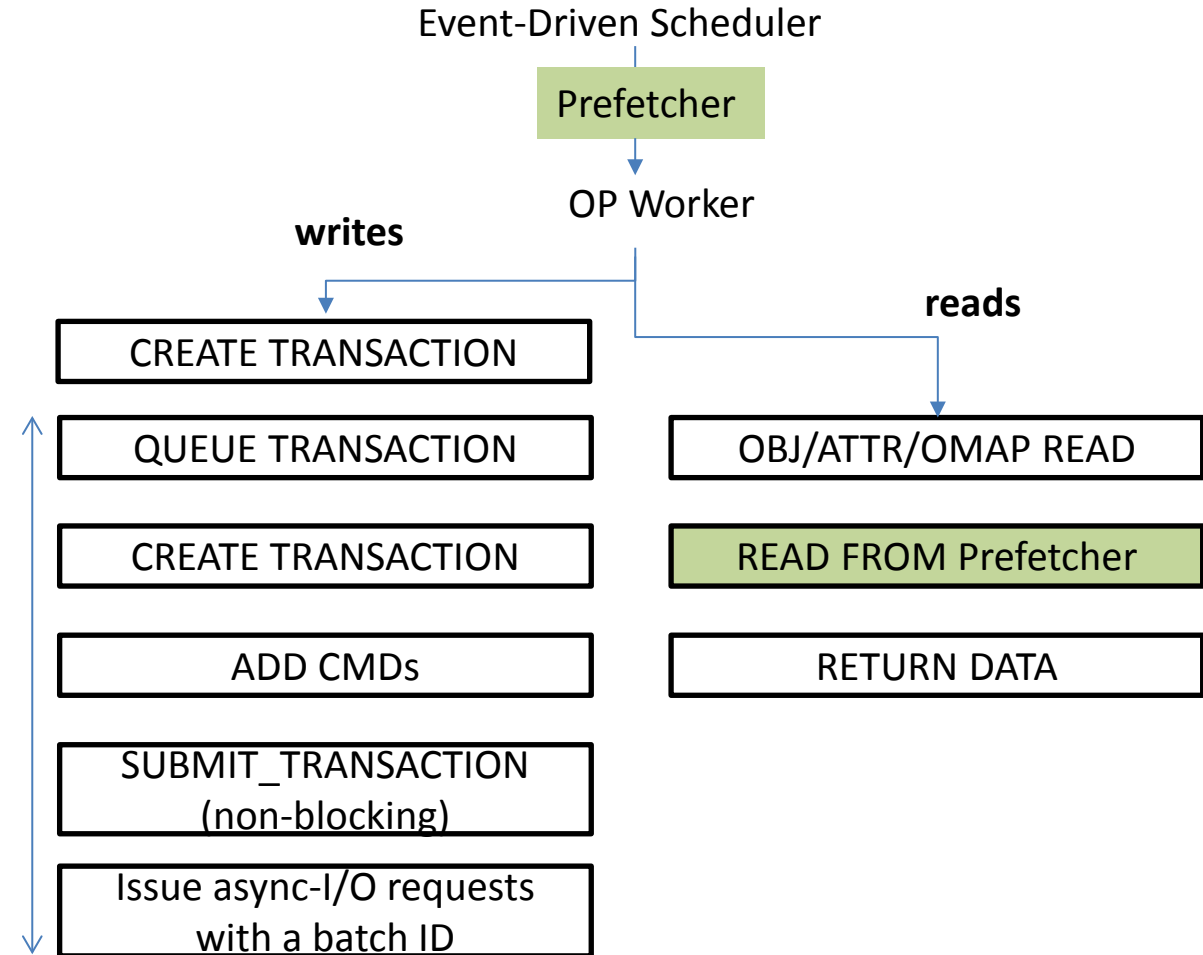 Event-Driven Scheduler
Prefetcher
OP Worker
writes
reads
CREATE TRANSACTION
QUEUE TRANSACTION
OBJ/ATTR/OMAP READ
CREATE TRANSACTION
READ FROM Prefetcher
ADD CMDs
RETURN DATA
SUBMIT_TRANSACTION
(non-blocking)
Issue async-I/O requests
with a batch ID